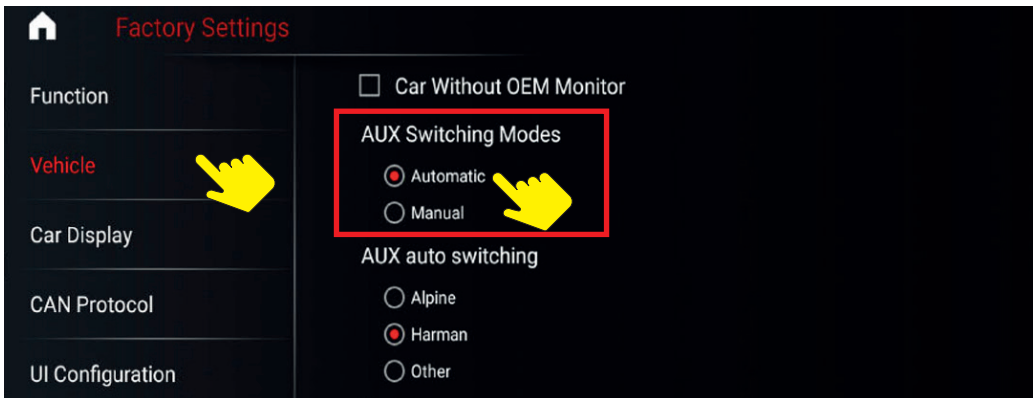 Factory Settings
Function
Vehicle
Car Display
CAN Protocol
UI Configuration
Car Without OEM Monitor
AUX Switching Modes
Automatic
Manual
AUX auto switching
Alpine
Harman
Other